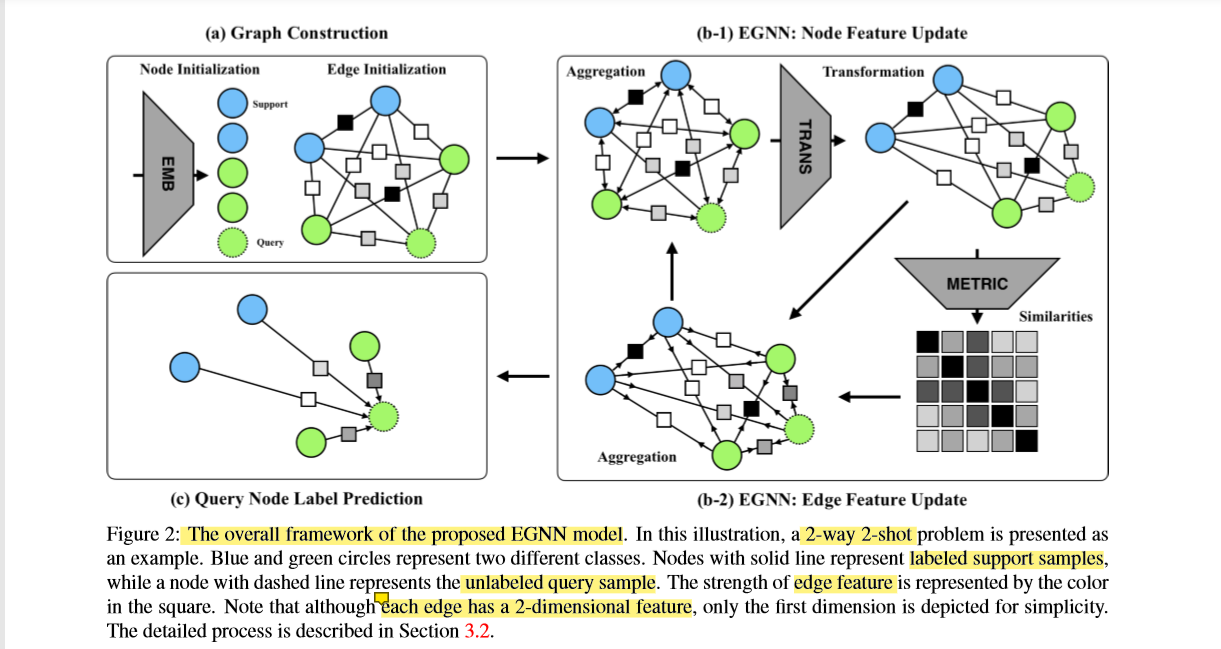 (a) Graph Construction
Node Initialization
Edge Initialization
EMB
Support
Query
(b-1) EGNN: Node Feature Update
Aggregation
TRANS
Transformation
METRIC
Similarities
Aggregation
(c) Query Node Label Prediction
(b-2) EGNN: Edge Feature Update
Figure 2: The overall framework of the proposed EGNN model. In this illustration, a 2-way 2-shot problem is presented as
an example. Blue and green circles represent two different classes. Nodes with solid line represent labeled support samples,
while a node with dashed line represents the unlabeled query sample. The strength of edge feature is represented by the color
in the square. Note that although each edge has a 2-dimensional feature, only the first dimension is depicted for simplicity.
The detailed process is described in Section 3.2.